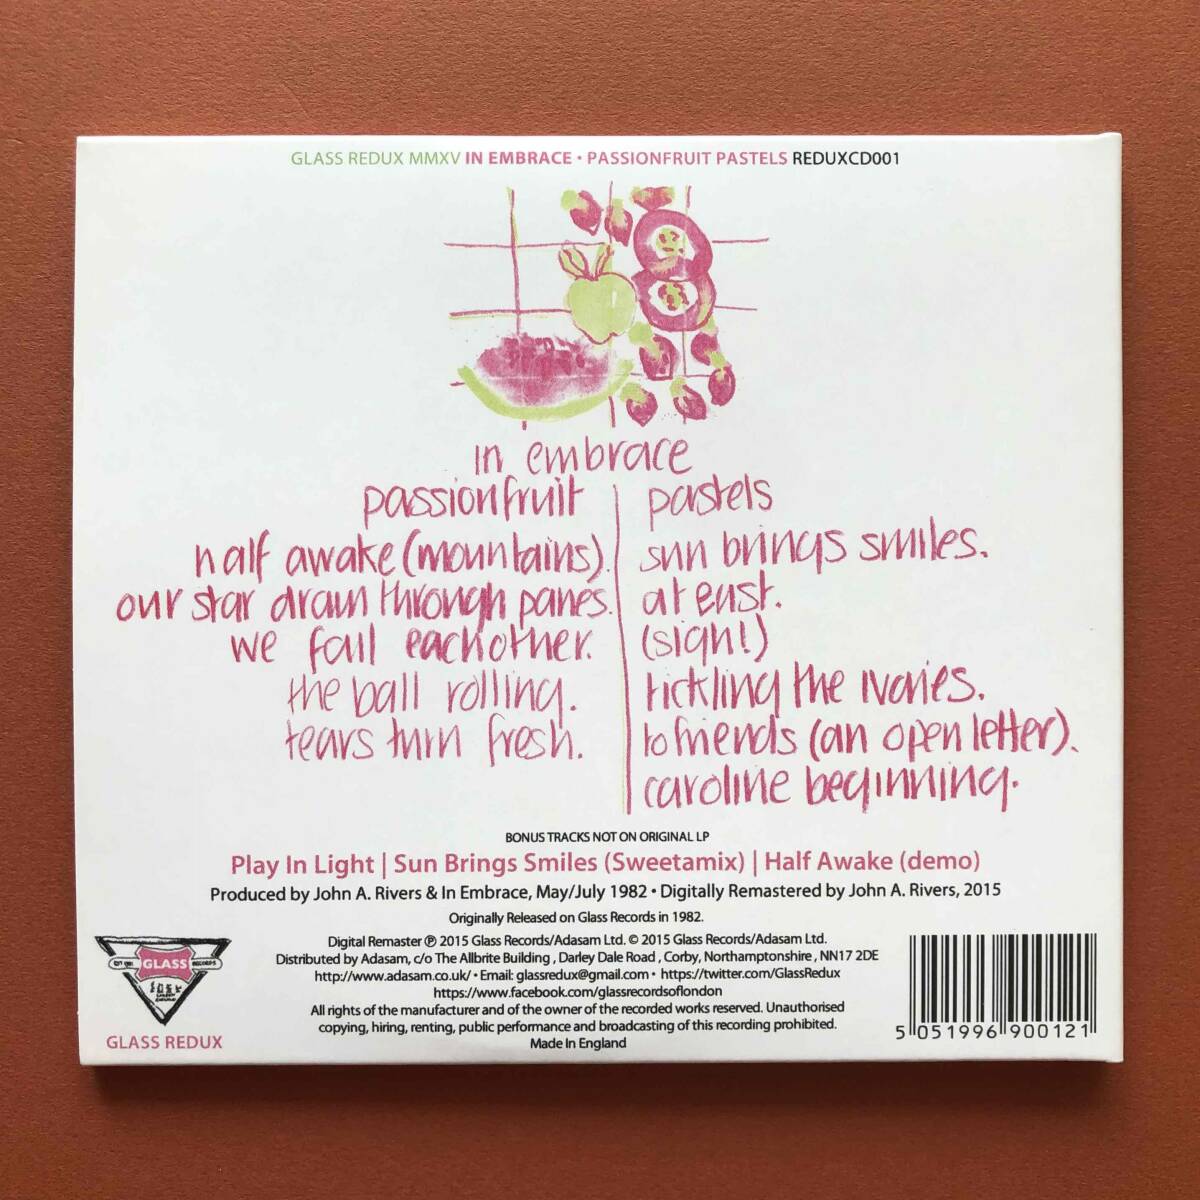 GLASS REDUX MMXV IN EMBRACE • PASSIONFRUIT PASTELS REDUXCD001
in embrace
passionfruit
half awake (mountains).
our star drawn through panes.
we fall eachother.
the ball rolling.
tears turn fresh.
pastels
sun brings smiles.
at east.
(sigh!)
tickling the ivories.
to friends (an open letter).
caroline beginning.
BONUS TRACKS NOT ON ORIGINAL LP
Play In Light | Sun Brings Smiles (Sweetamix) | Half Awake (demo)
Produced by John A. Rivers & In Embrace, May/July 1982 • Digitally Remastered by John A. Rivers, 2015
Originally Released on Glass Records in 1982.
Digital Remaster ℗ 2015 Glass Records/Adasam Ltd. © 2015 Glass Records/Adasam Ltd.
Distributed by Adasam, c/o The Allbrite Building , Darley Dale Road , Corby, Northamptonshire , NN17 2DE
http://www.adasam.co.uk/ • Email: glassredux@gmail.com • https://twitter.com/GlassRedux
https://www.facebook.com/glassrecordsoflondon
All rights of the manufacturer and of the owner of the recorded works reserved. Unauthorised
copying, hiring, renting, public performance and broadcasting of this recording prohibited.
Made In England
EST 1981 GLASS RECORDS
GLASS REDUX
5 051996 900121